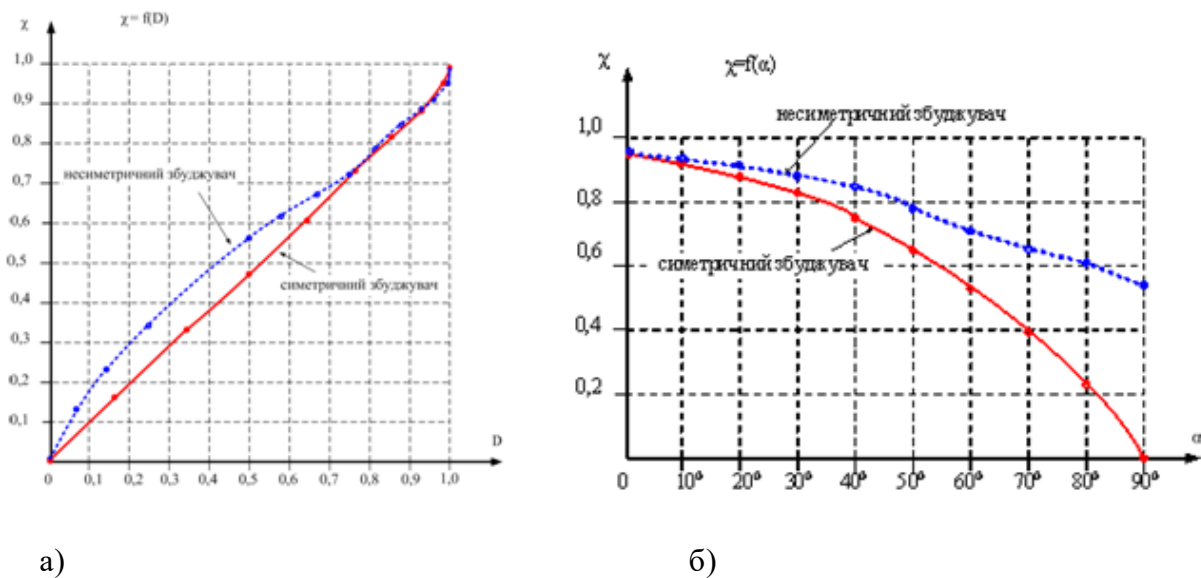 χ
χ = f(D)
1,0
0,9
0,8
0,7
0,6
0,5
0,4
0,3
0,2
0,1
несиметричний збуджувач
симетричний збуджувач
D
0 0,1 0,2 0,3 0,4 0,5 0,6 0,7 0,8 0,9 1,0
χ
χ=f(α)
несиметричний збуджувач
1,0
0,8
0,6
0,4
0,2
симетричний збуджувач
α
0 10° 20° 30° 40° 50° 60° 70° 80° 90°
а) б)